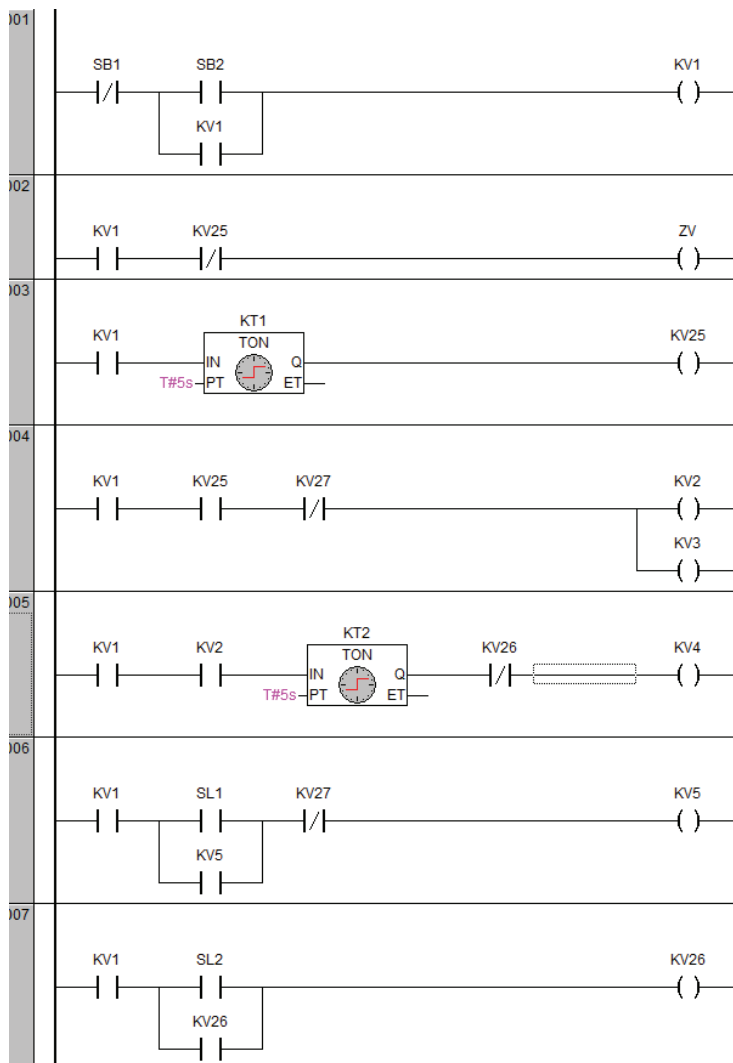 001
SB1 SB2 KV1
KV1
002
KV1 KV25 ZV
003
KT1
KV1 TON KV25
IN Q
T#5s PT ET
004
KV1 KV25 KV27 KV2
KV3
005
KT2
KV1 KV2 TON KV26 KV4
IN Q
T#5s PT ET
006
KV1 SL1 KV27 KV5
KV5
007
KV1 SL2 KV26
KV26